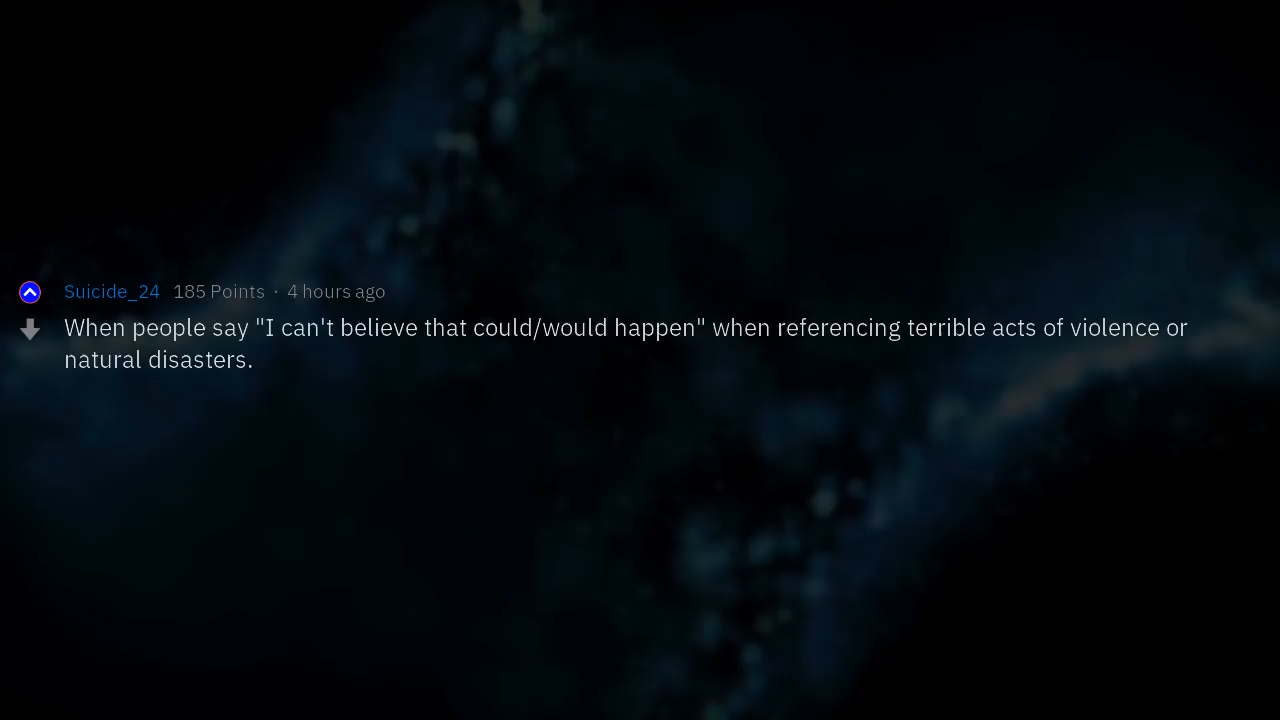 Suicide_24 185 Points · 4 hours ago
When people say "I can't believe that could/would happen" when referencing terrible acts of violence or
natural disasters.